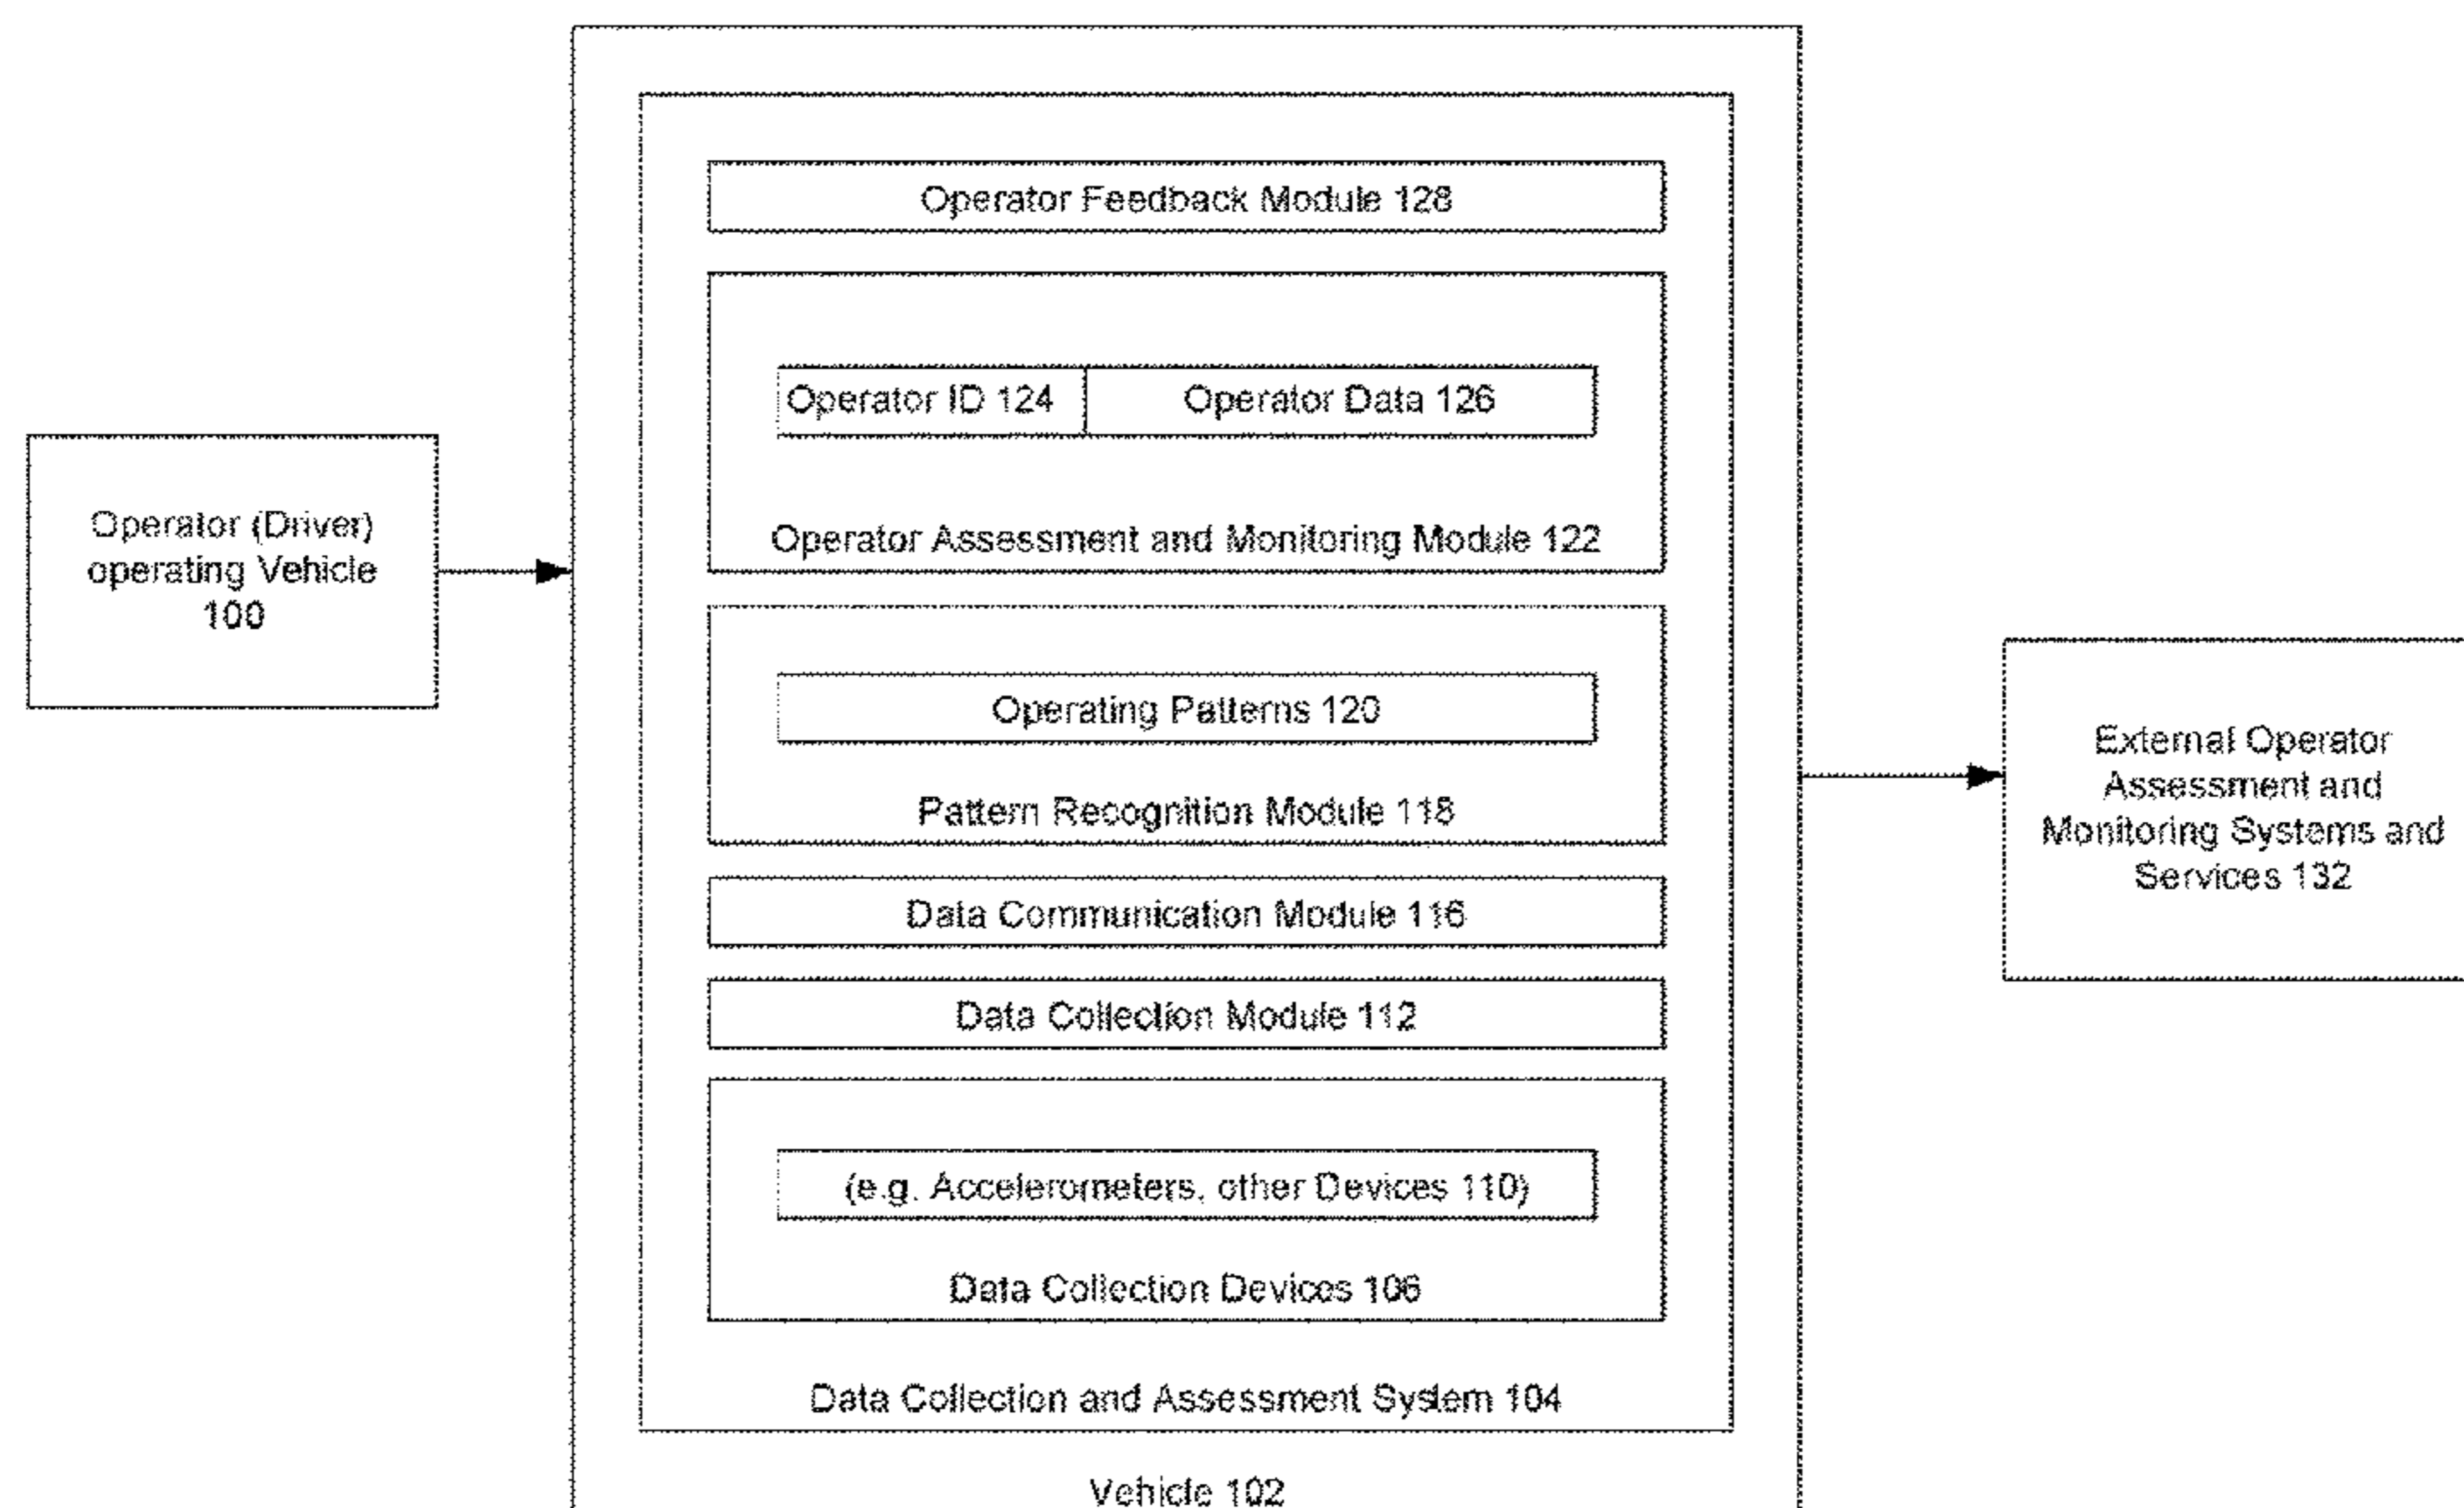 Operator Feedback Module 128
Operator ID 124
Operator Data 126
Operator Assessment and Monitoring Module 122
Operator (Driver)
operating Vehicle
100
Operating Patterns 120
Pattern Recognition Module 118
External Operator
Assessment and
Monitoring Systems and
Services 132
Data Communication Module 116
Data Collection Module 112
(e.g. Accelerometers, other Devices 110)
Data Collection Devices 106
Data Collection and Assessment System 104
Vehicle 102